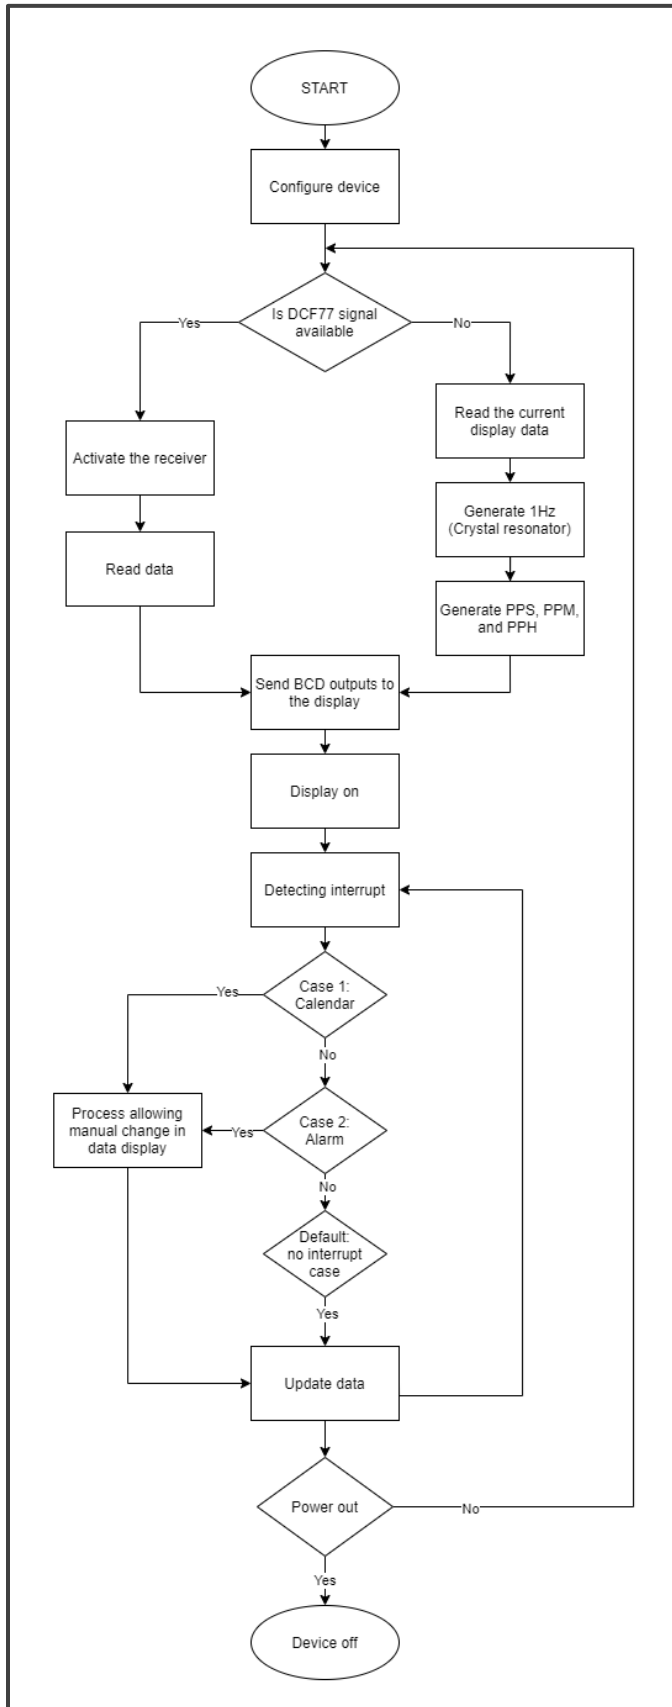 START
Configure device
Is DCF77 signal
available
Yes
No
Read the current
display data
Activate the receiver
Generate 1Hz
(Crystal resonator)
Read data
Generate PPS, PPM,
and PPH
Send BCD outputs to
the display
Display on
Detecting interrupt
Case 1:
Calendar
Yes
No
Process allowing
manual change in
data display
Yes
Case 2:
Alarm
No
Default:
no interrupt
case
Yes
Update data
Power out
No
Yes
Device off